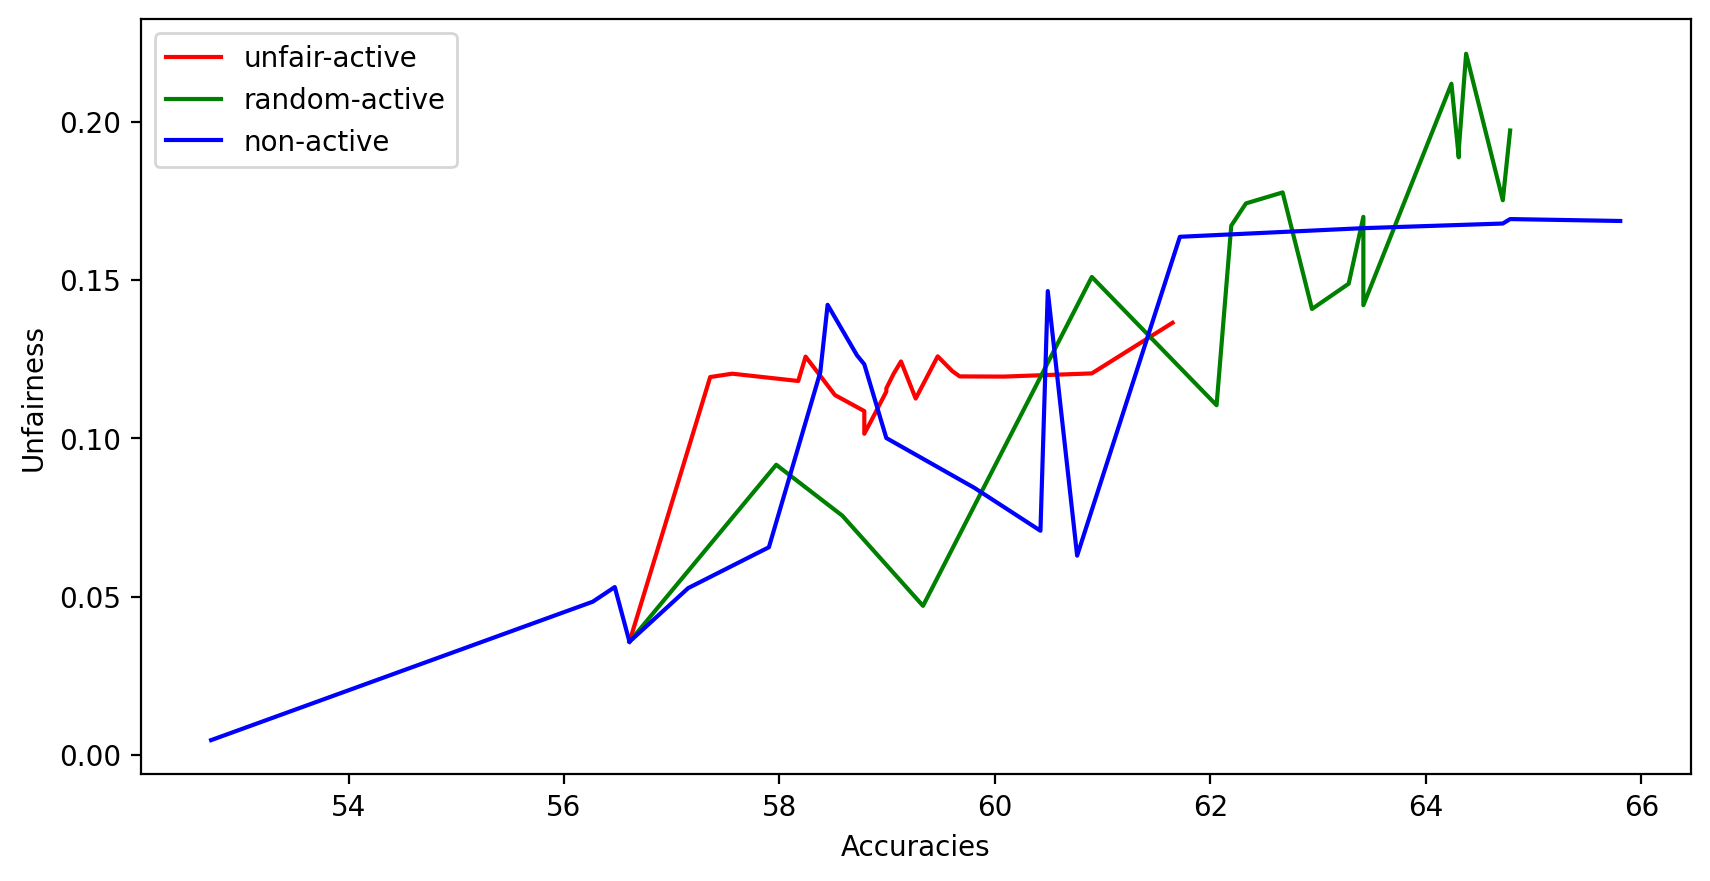 unfair-active
random-active
non-active
0.20
0.15
0.10
0.05
0.00
Unfairness
54 56 58 60 62 64 66
Accuracies